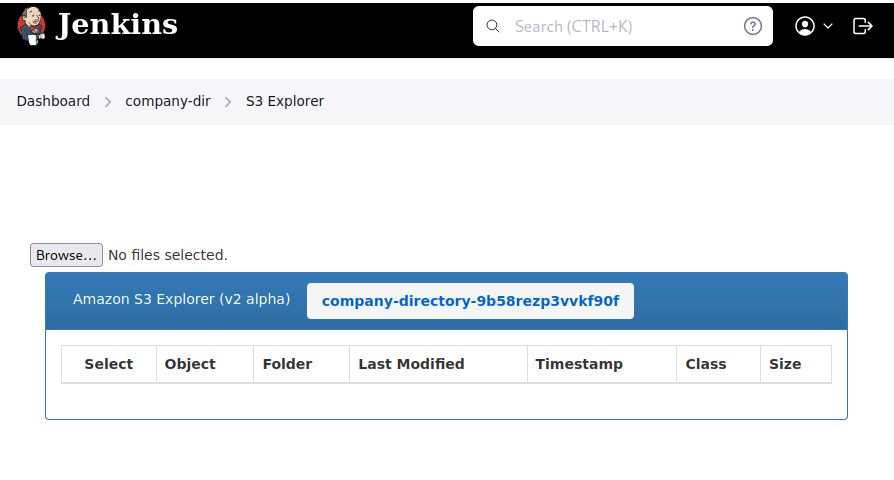 Jenkins
Search (CTRL+K)
Dashboard > company-dir > S3 Explorer
Browse... No files selected.
Amazon S3 Explorer (v2 alpha) company-directory-9b58rezp3vvkf90f
Select Object Folder Last Modified Timestamp Class Size